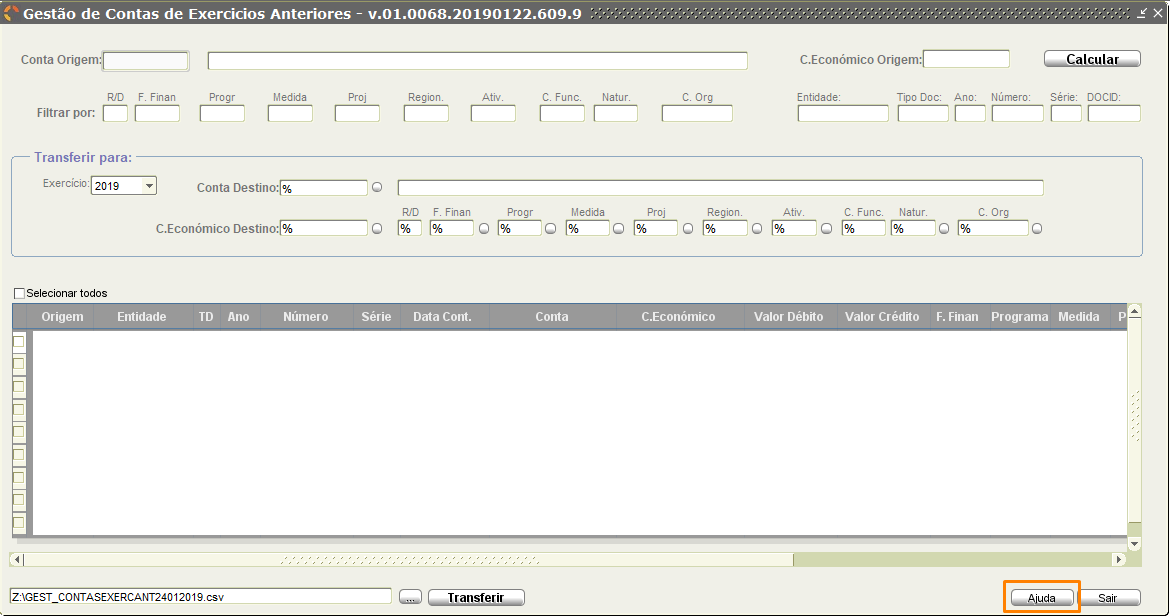 Gestão de Contas de Exercicios Anteriores - v.01.0068.20190122.609.9
Conta Origem: C.Económico Origem: Calcular
R/D F. Finan Progr Medida Proj Region. Ativ. C. Func. Natur. C. Org Entidade: Tipo Doc: Ano: Número: Série: DOCID:
Filtrar por:
Transferir para:
Exercício: 2019 Conta Destino: %
R/D F. Finan Progr Medida Proj Region. Ativ. C. Func. Natur. C. Org
C.Económico Destino: % % % % % % % % % % %
Selecionar todos
Origem Entidade TD Ano Número Série Data Cont. Conta C.Económico Valor Débito Valor Crédito F. Finan Programa Medida P
Z:\GEST_CONTASEXERCANT24012019.csv ... Transferir Ajuda Sair